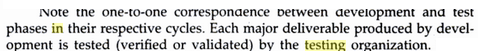 Note the one-to-one correspondence between development and test
phases in their respective cycles. Each major deliverable produced by devel-
opment is tested (verified or validated) by the testing organization.